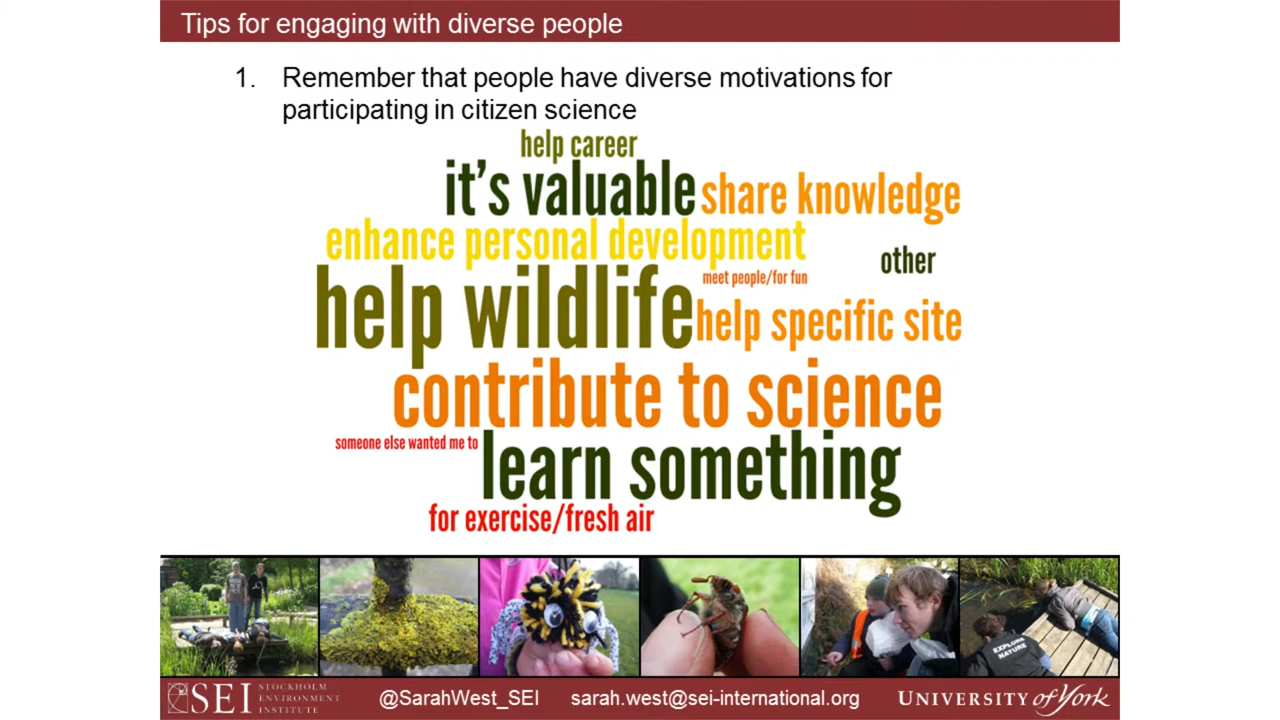 Tips for engaging with diverse people
1. Remember that people have diverse motivations for
participating in citizen science
help career
it's valuable
share knowledge
enhance personal development
other
meet people/for fun
help wildlife
help specific site
contribute to science
someone else wanted me to
learn something
for exercise/fresh air
EXPLORE
NATURE
SEI
STOCKHOLM
ENVIRONMENT
INSTITUTE
@SarahWest_SEI
sarah.west@sei-international.org
UNIVERSITY of York